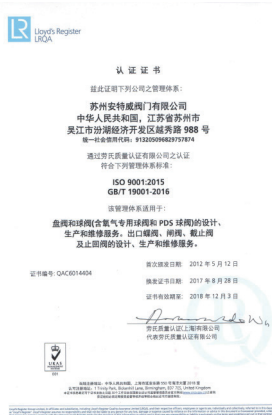 Lloyd's Register
LRQA
认 证 证 书
兹此证明下列公司之管理体系:
苏州安特威阀门有限公司
中华人民共和国，江苏省苏州市
吴江市汾湖经济开发区越秀路 988 号
统一社会信用代码：913205096829757874
通过劳氏质量认证有限公司之认证
符合下列管理体系标准:
ISO 9001:2015
GB/T 19001-2016
该管理体系适用于:
盘阀和球阀(含氧气专用球阀和 PDS 球阀)的设计、
生产和维修服务。出口蝶阀、闸阀、截止阀
及止回阀的设计、生产和维修服务。
首次颁发日期: 2012 年 5 月 12 日
证书编号: QAC6014404
换发证书日期: 2017 年 8 月 28 日
证书有效期至: 2018 年 12 月 3 日
劳氏质量认证(上海)有限公司
代表劳氏质量认证有限公司
UKAS
001